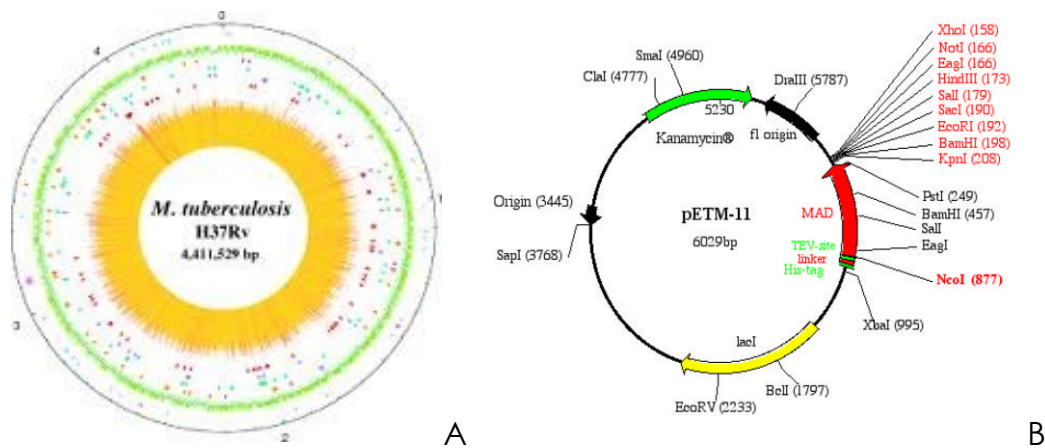 0
4
M. tuberculosis
H37Rv
4,411,529 bp
3
2
A
SmaI (4960)
ClaI (4777)
DraIII (5787)
5230
Kanamycin®
f1 origin
XhoI (158)
NotI (166)
EagI (166)
HindIII (173)
SalI (179)
SacI (190)
EcoRI (192)
BamHI (198)
KpnI (208)
PstI (249)
BamHI (457)
SalI
EagI
NcoI (877)
XbaI (995)
Origin (3445)
SapI (3768)
pETM-11
6029bp
MAD
TEV-site
linker
His-tag
lacI
BclI (1797)
EcoRV (2233)
B